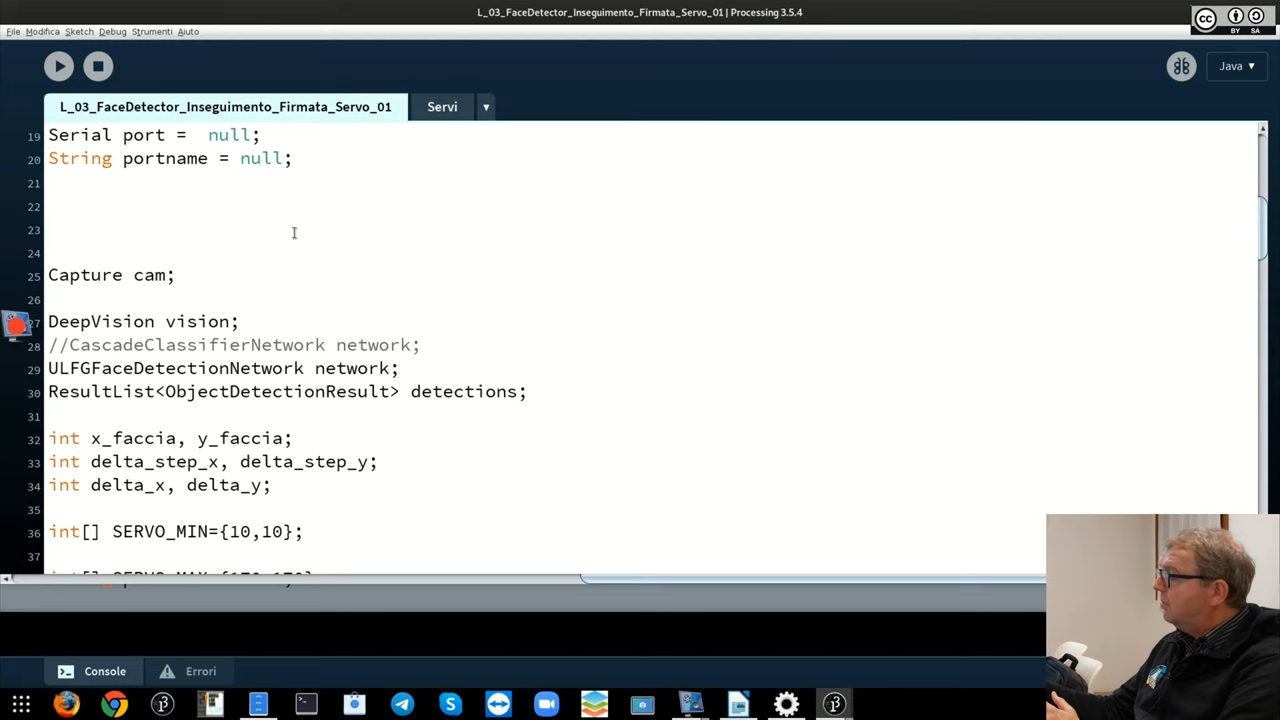 L_03_FaceDetector_Inseguimento_Firmata_Servo_01 | Processing 3.5.4
cc BY SA
File Modifica Sketch Debug Strumenti Aiuto
Java ▾
L_03_FaceDetector_Inseguimento_Firmata_Servo_01 Servi ▾
19 Serial port =  null;
20 String portname = null;
21
22
23
24
25 Capture cam;
26
27 DeepVision vision;
28 //CascadeClassifierNetwork network;
29 ULFGFaceDetectionNetwork network;
30 ResultList<ObjectDetectionResult> detections;
31
32 int x_faccia, y_faccia;
33 int delta_step_x, delta_step_y;
34 int delta_x, delta_y;
35
36 int[] SERVO_MIN={10,10};
37
Console Errori